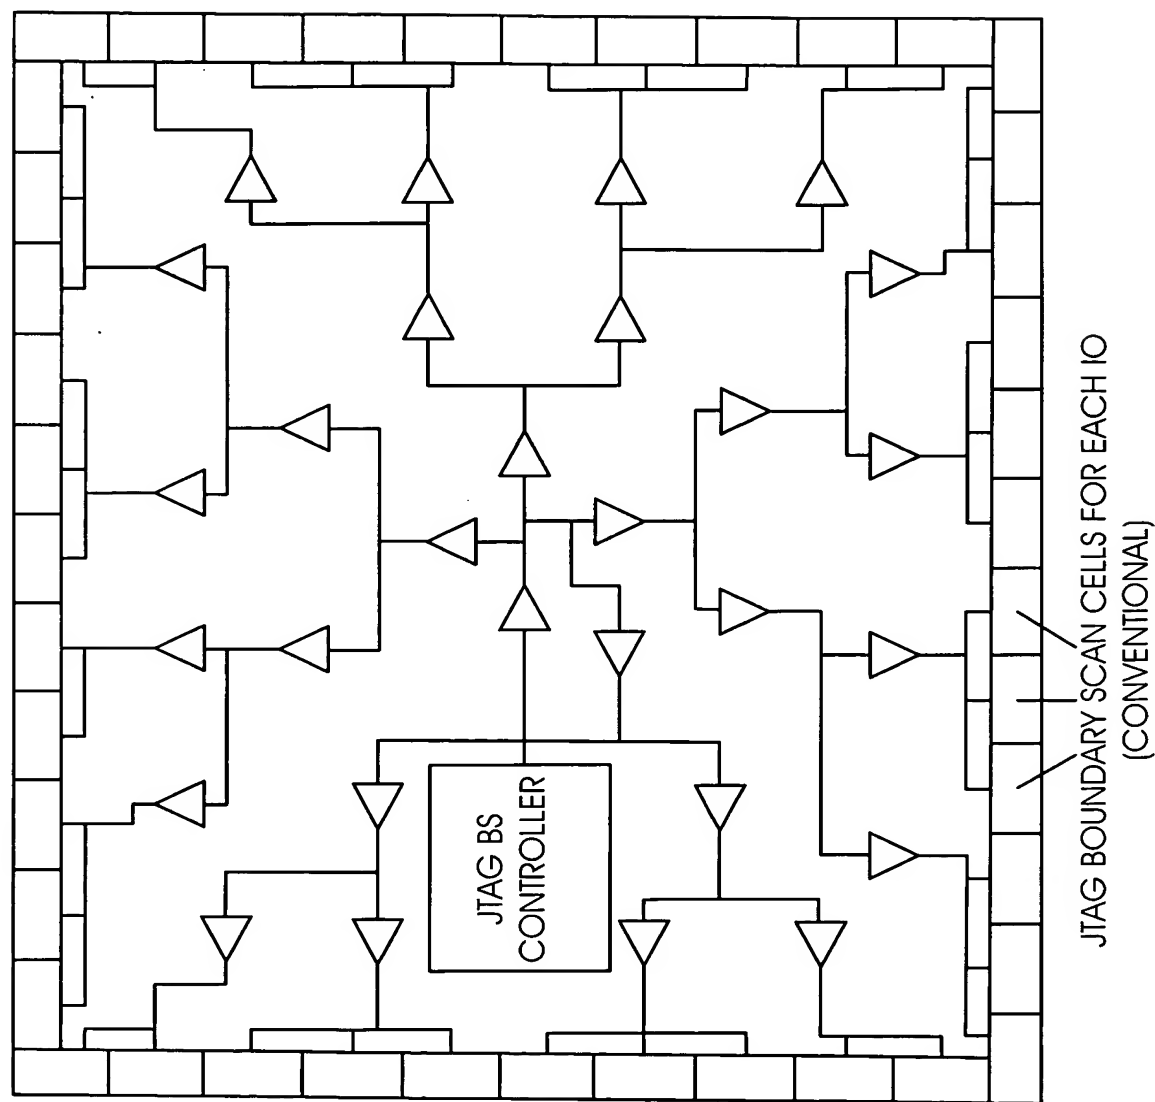 JTAG BS
CONTROLLER
JTAG BOUNDARY SCAN CELLS FOR EACH IO
(CONVENTIONAL)